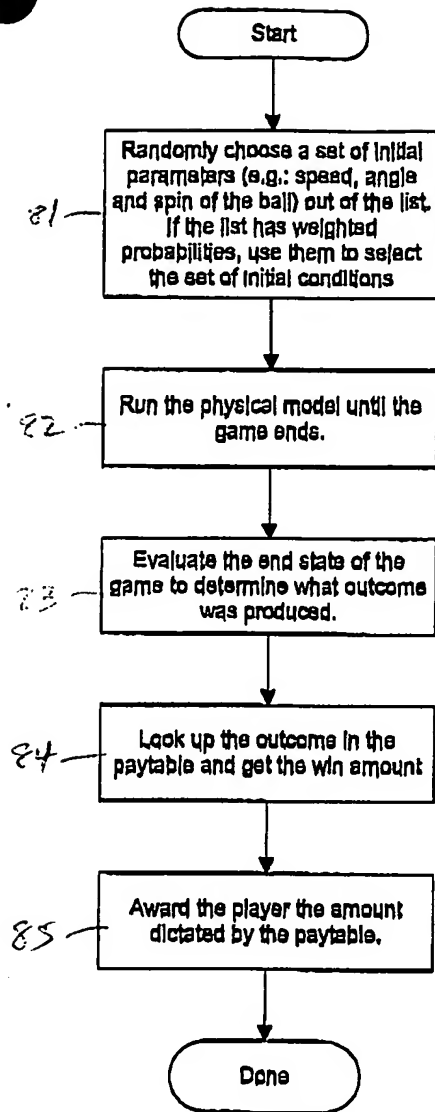 Start
81
Randomly choose a set of initial
parameters (e.g.: speed, angle
and spin of the ball) out of the list.
If the list has weighted
probabilities, use them to select
the set of initial conditions
82
Run the physical model until the
game ends.
83
Evaluate the end state of the
game to determine what outcome
was produced.
84
Look up the outcome in the
paytable and get the win amount
85
Award the player the amount
dictated by the paytable.
Done